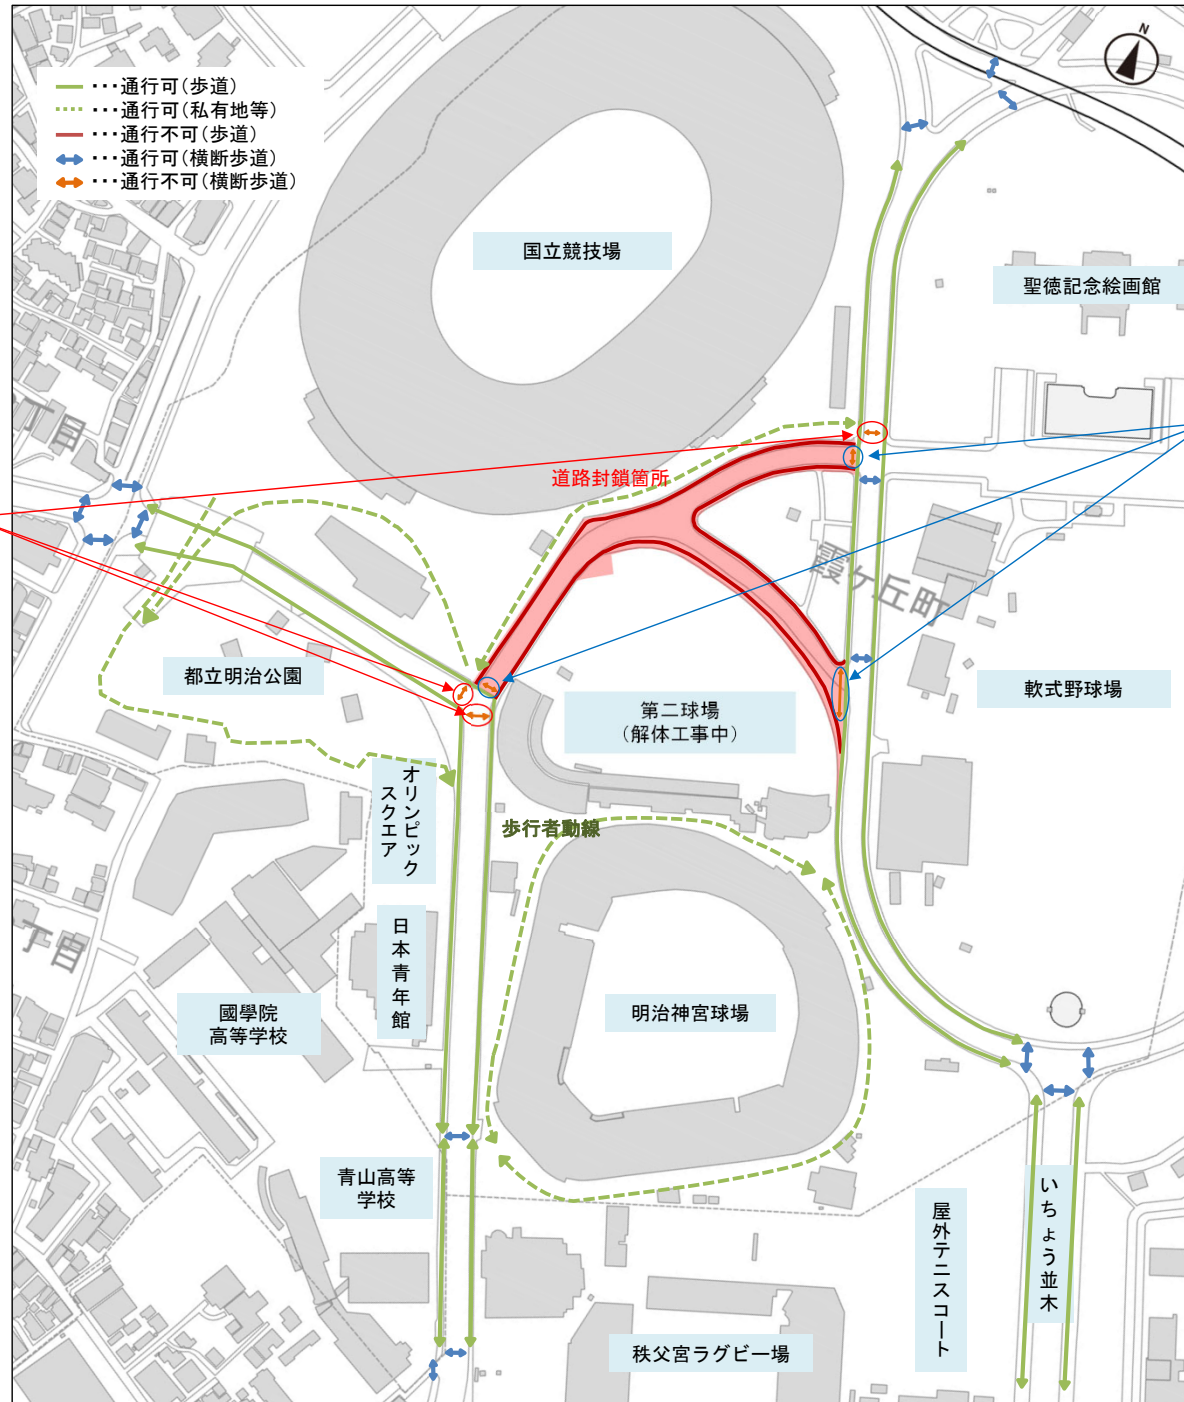 N
・・・通行可(歩道)
・・・通行可(私有地等)
・・・通行不可(歩道)
・・・通行可(横断歩道)
・・・通行不可(横断歩道)
国立競技場
聖徳記念絵画館
道路封鎖箇所
霞ヶ丘町
都立明治公園
第二球場
(解体工事中)
軟式野球場
オリンピック
スクエア
歩行者動線
日本青年館
丁目
國學院
高等学校
明治神宮球場
青山高等
学校
屋外テニスコート
いちょう並木
秩父宮ラグビー場